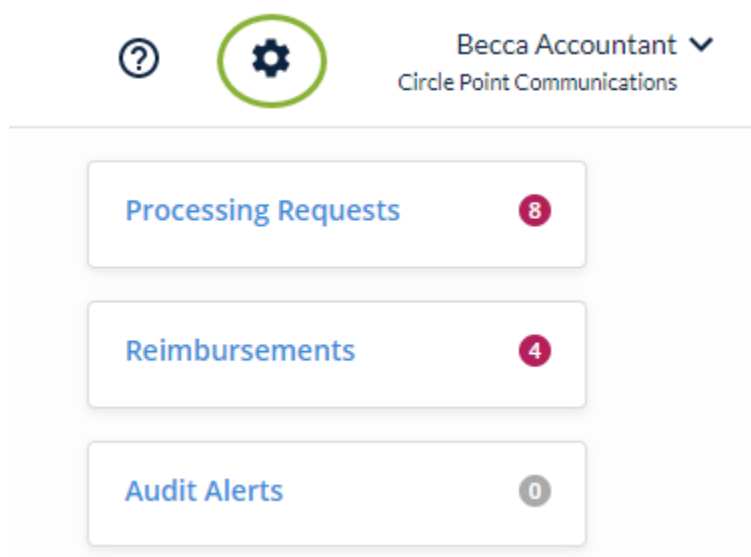 Becca Accountant
Circle Point Communications
Processing Requests 8
Reimbursements 4
Audit Alerts 0